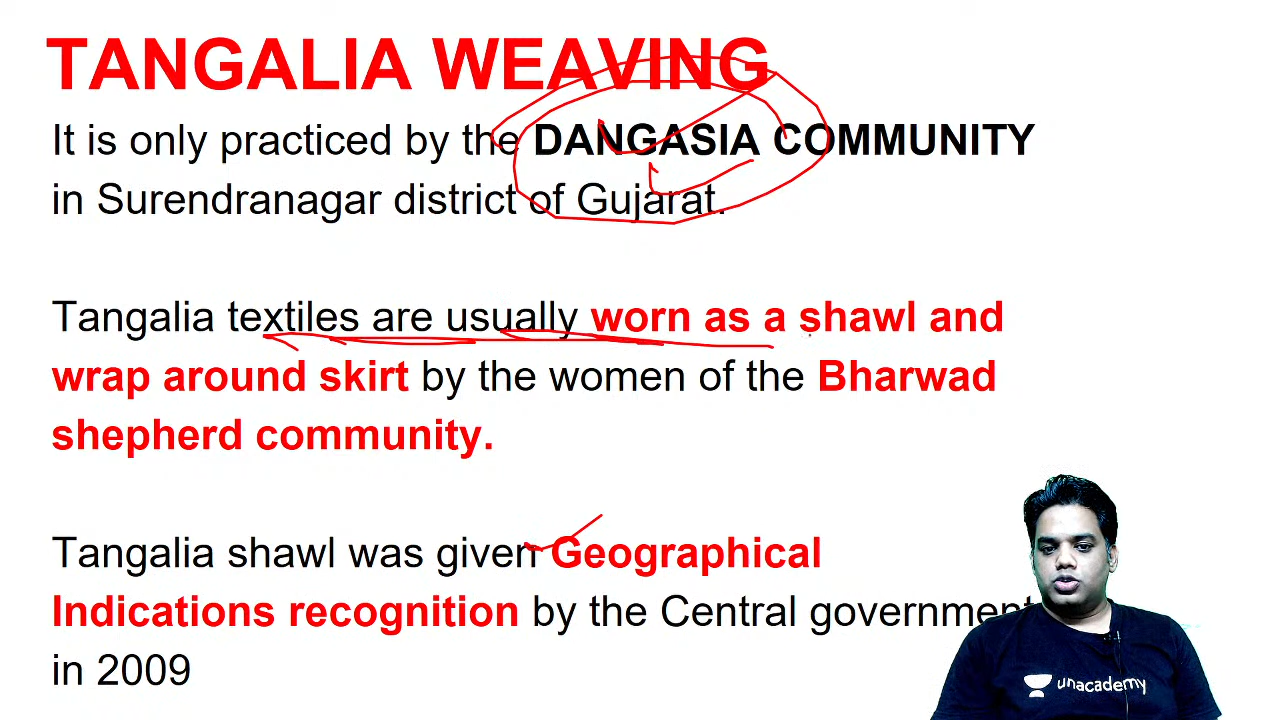 TANGALIA WEAVING
It is only practiced by the DANGASIA COMMUNITY
in Surendranagar district of Gujarat.
Tangalia textiles are usually worn as a shawl and
wrap around skirt by the women of the Bharwad
shepherd community.
Tangalia shawl was given Geographical
Indications recognition by the Central government
in 2009
unacademy